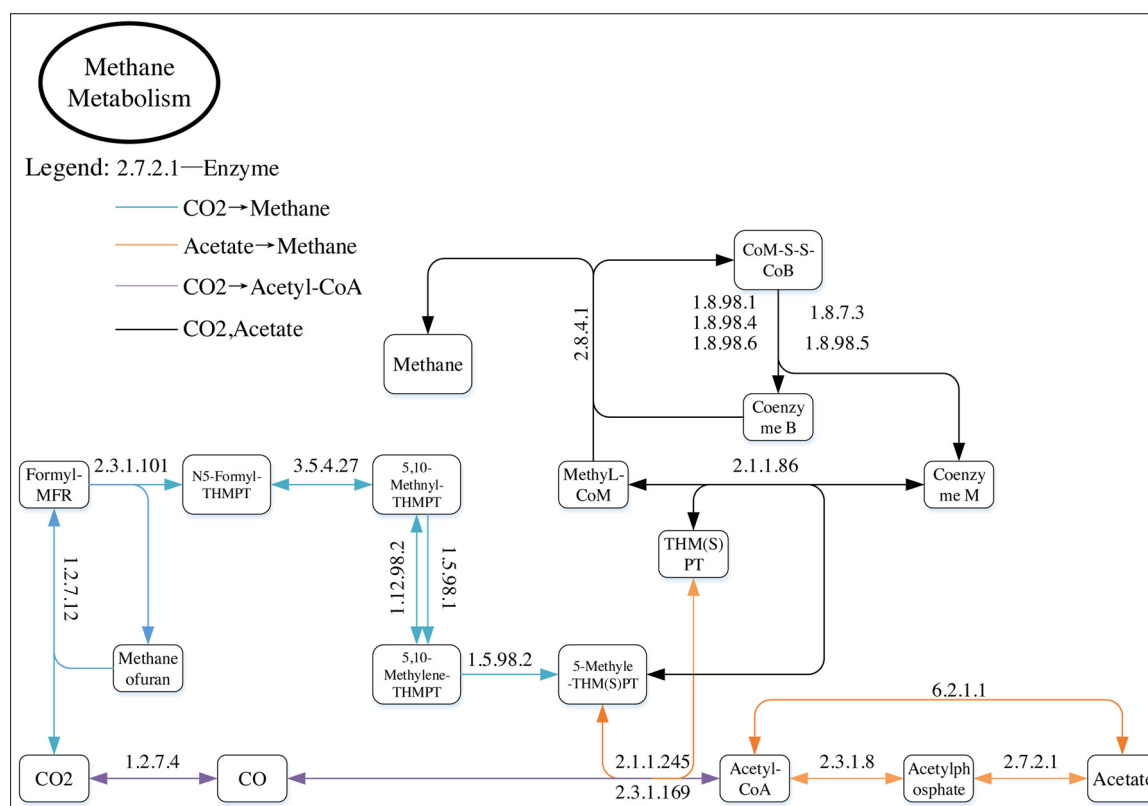 Methane
Metabolism
Legend: 2.7.2.1—Enzyme
CO2→Methane
Acetate→Methane
CO2→Acetyl-CoA
CO2,Acetate
CoM-S-S-
CoB
1.8.98.1
1.8.98.4
1.8.98.6
1.8.7.3
1.8.98.5
2.8.4.1
Methane
Coenzy
me B
Formyl-
MFR
2.3.1.101
N5-Formyl-
THMPT
3.5.4.27
5,10-
Methnyl-
THMPT
MethyL-
CoM
2.1.1.86
Coenzy
me M
THM(S)
PT
1.2.7.12
1.12.98.2
1.5.98.1
Methane
ofuran
5,10-
Methylene-
THMPT
1.5.98.2
5-Methyle
-THM(S)PT
6.2.1.1
CO2
1.2.7.4
CO
2.1.1.245
2.3.1.169
Acetyl-
CoA
2.3.1.8
Acetylph
osphate
2.7.2.1
Acetate